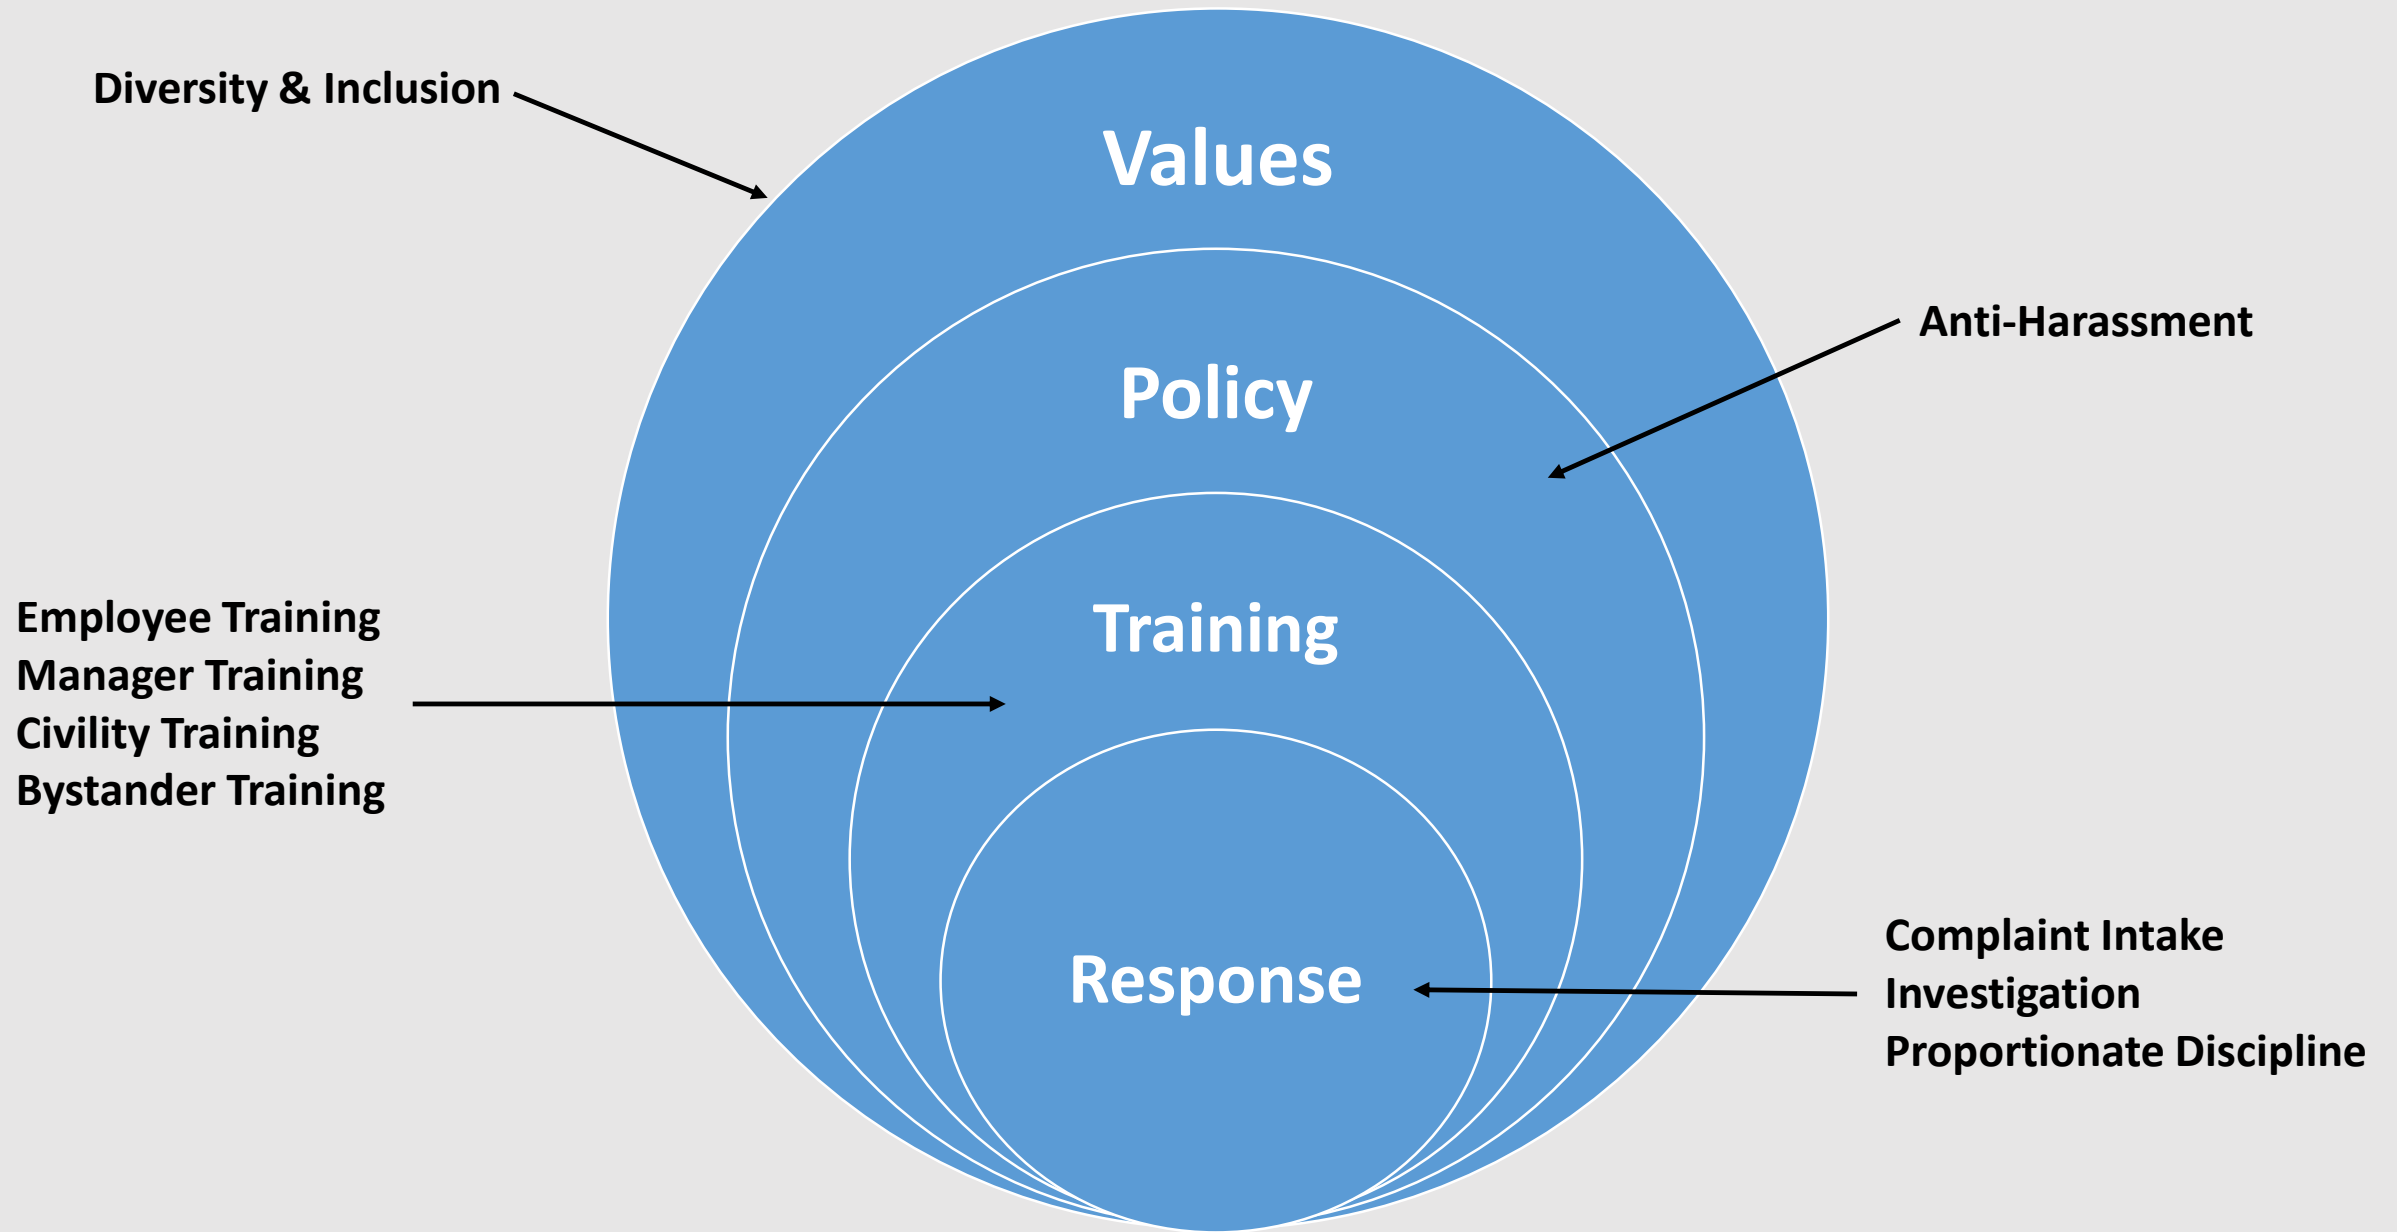 Diversity & Inclusion
Values
Anti-Harassment
Policy
Employee Training
Manager Training
Civility Training
Bystander Training
Training
Response
Complaint Intake
Investigation
Proportionate Discipline